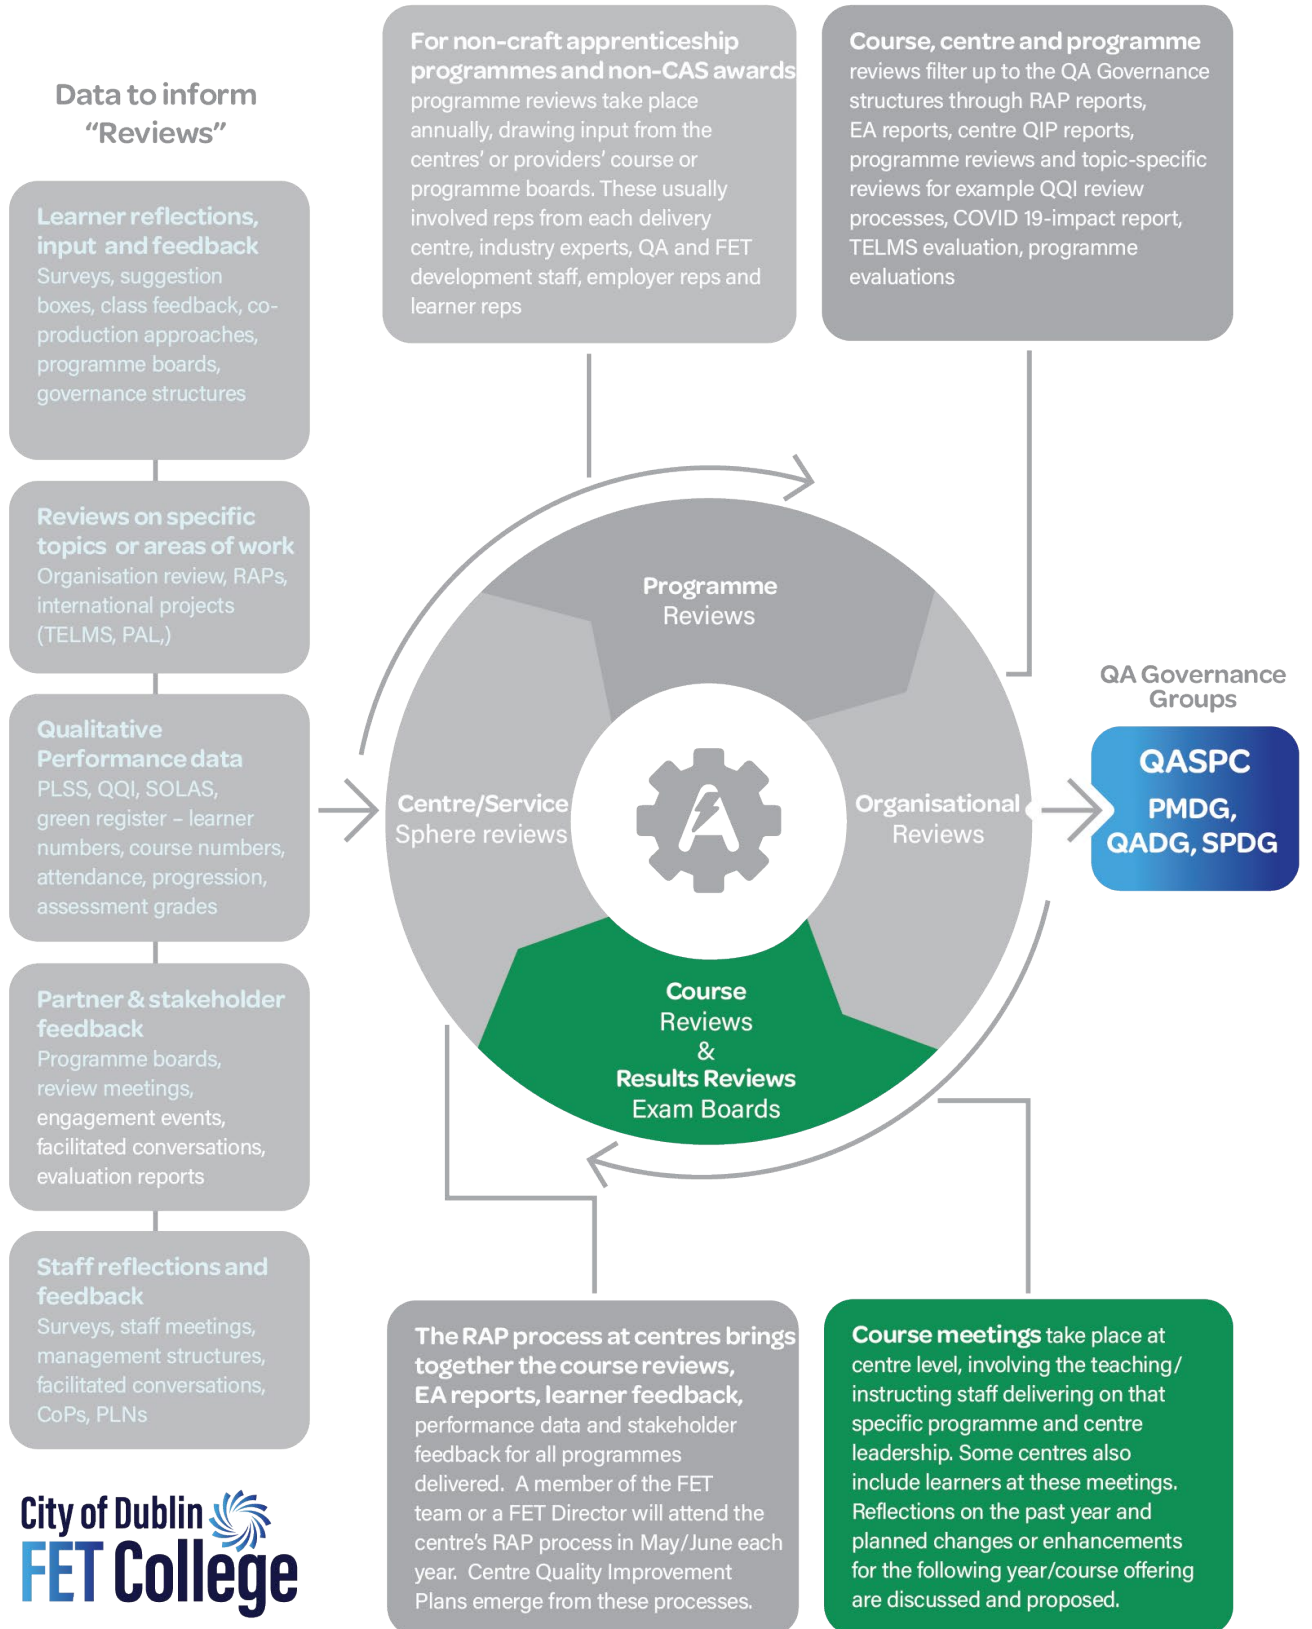 Data to inform
“Reviews”
Learner reflections,
input and feedback
Surveys, suggestion
boxes, class feedback, co-
production approaches,
programme boards,
governance structures
Reviews on specific
topics or areas of work
Organisation review, RAPs,
international projects
(TELMS, PAL,)
Qualitative
Performance data
PLSS, QQI, SOLAS,
green register – learner
numbers, course numbers,
attendance, progression,
assessment grades
Partner & stakeholder
feedback
Programme boards,
review meetings,
engagement events,
facilitated conversations,
evaluation reports
Staff reflections and
feedback
Surveys, staff meetings,
management structures,
facilitated conversations,
CoPs, PLNs
For non-craft apprenticeship
programmes and non-CAS awards
programme reviews take place
annually, drawing input from the
centres’ or providers’ course or
programme boards. These usually
involved reps from each delivery
centre, industry experts, QA and FET
development staff, employer reps and
learner reps
Course, centre and programme
reviews filter up to the QA Governance
structures through RAP reports,
EA reports, centre QIP reports,
programme reviews and topic-specific
reviews for example QQI review
processes, COVID 19-impact report,
TELMS evaluation, programme
evaluations
Programme
Reviews
Centre/Service
Sphere reviews
A
Organisational
Reviews
Course
Reviews
&
Results Reviews
Exam Boards
QA Governance
Groups
QASPC
PMDG,
QADG, SPDG
The RAP process at centres brings
together the course reviews,
EA reports, learner feedback,
performance data and stakeholder
feedback for all programmes
delivered. A member of the FET
team or a FET Director will attend the
centre’s RAP process in May/June each
year. Centre Quality Improvement
Plans emerge from these processes.
Course meetings take place at
centre level, involving the teaching/
instructing staff delivering on that
specific programme and centre
leadership. Some centres also
include learners at these meetings.
Reflections on the past year and
planned changes or enhancements
for the following year/course offering
are discussed and proposed.
City of Dublin
FET College